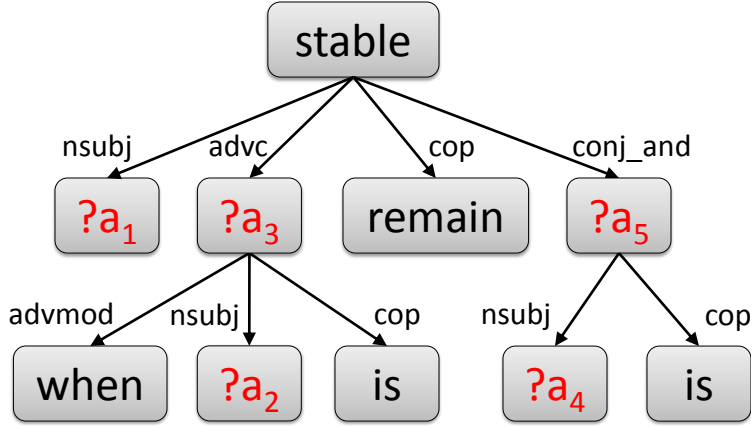 stable
nsubj advc cop conj_and
?a1 ?a3 remain ?a5
advmod nsubj cop nsubj cop
when ?a2 is ?a4 is